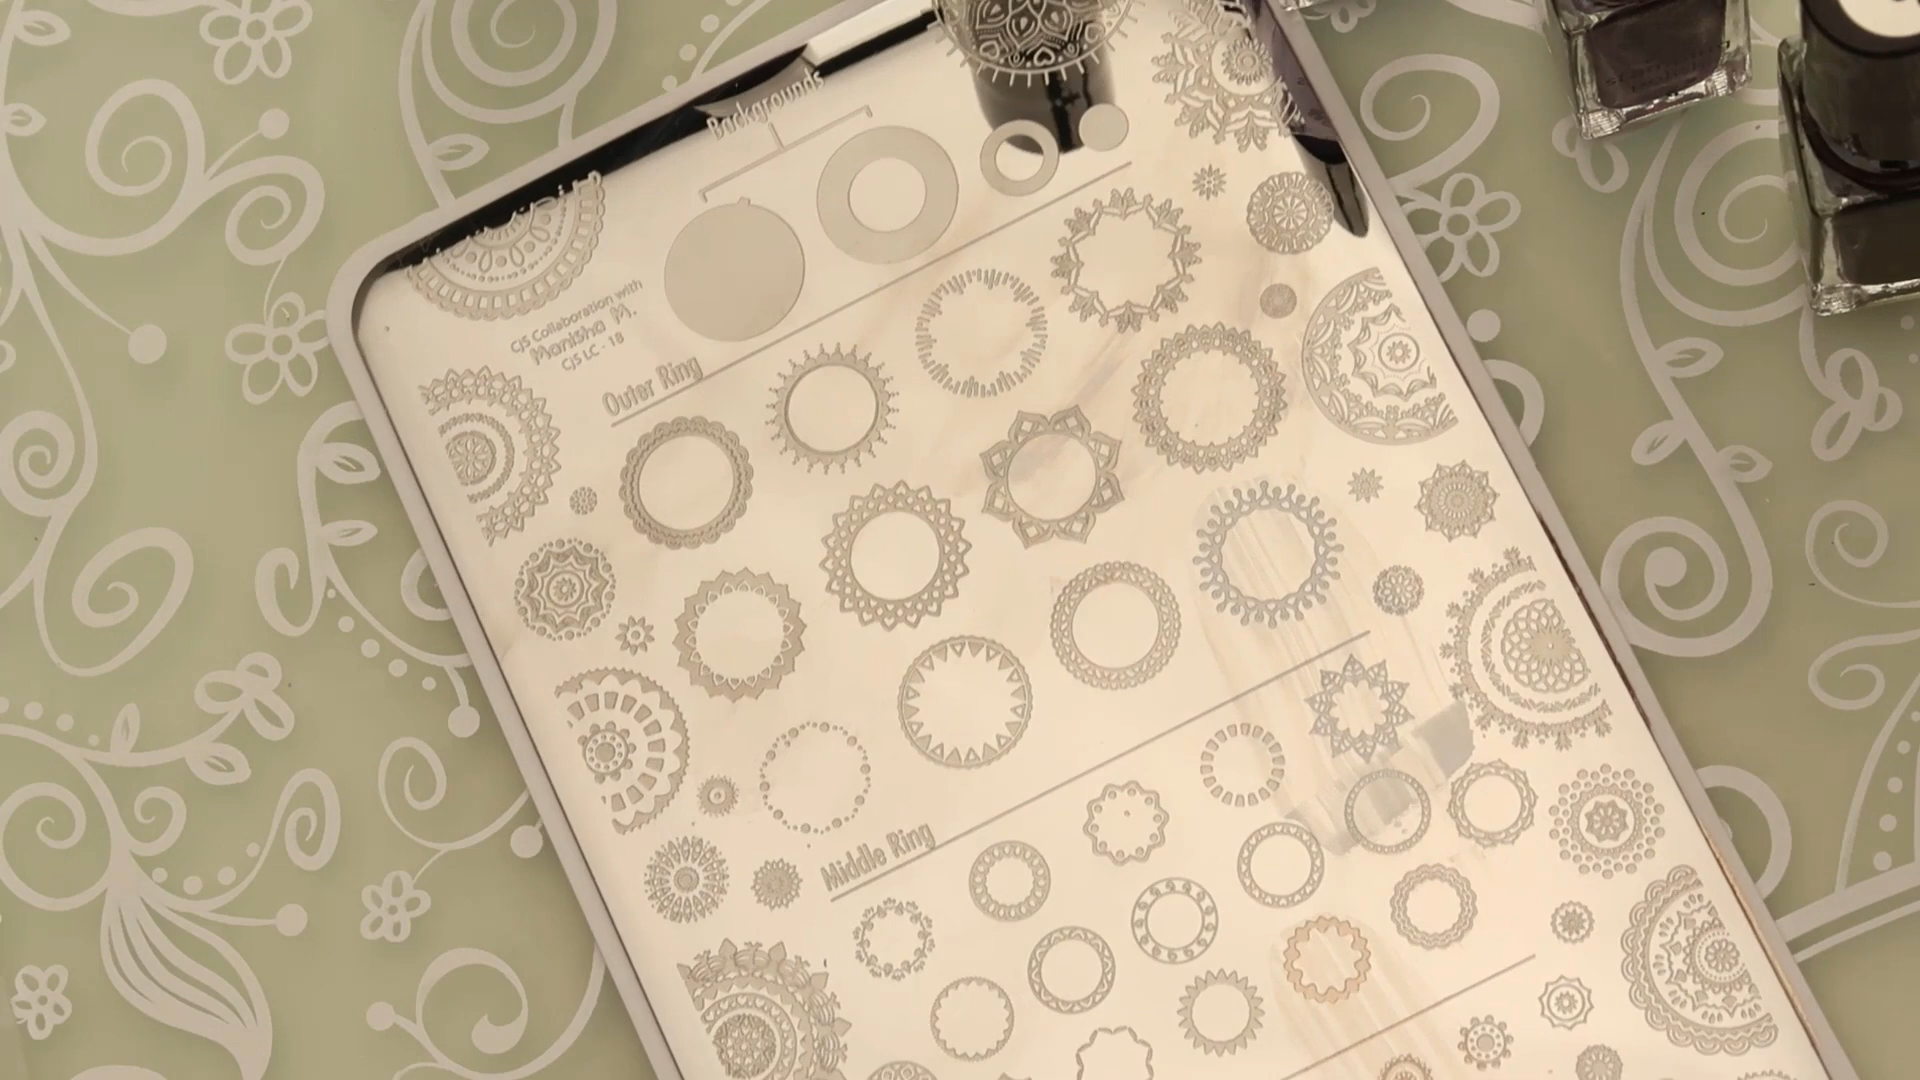 Backgrounds
CJS Collaboration with
Manisha M.
CJS LC - 18
Outer Ring
Middle Ring